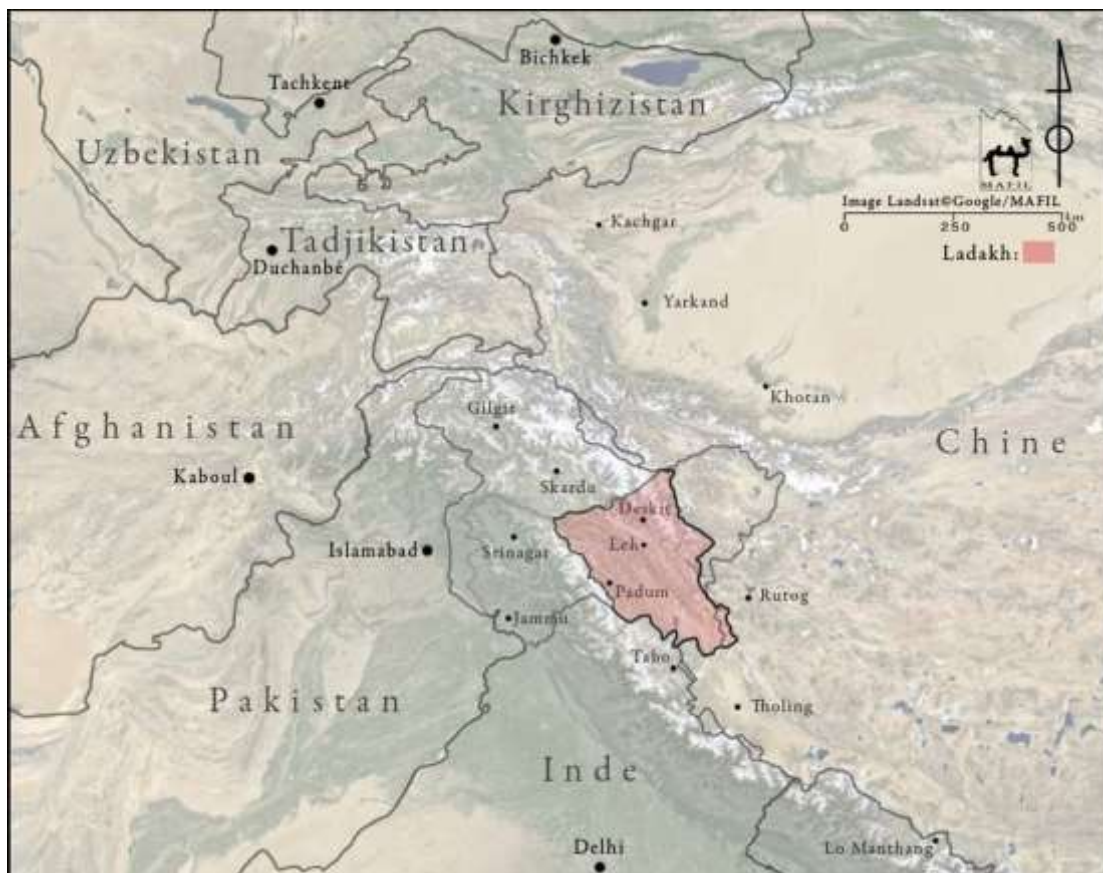 Bichkek
Tachkent
Kirghizistan
Uzbekistan
MAFIL
Image Landsat©Google/MAFIL
km
0 250 500
Kachgar
Tadjikistan
Ladakh:
Duchanbé
Yarkand
Khotan
Gilgit
Afghanistan
Chine
Kaboul
Skardu
Deskit
Islamabad
Srinagar
Leh
Padum
Rutog
Jammu
Tabo
Pakistan
Tholing
Inde
Delhi
Lo Manthang